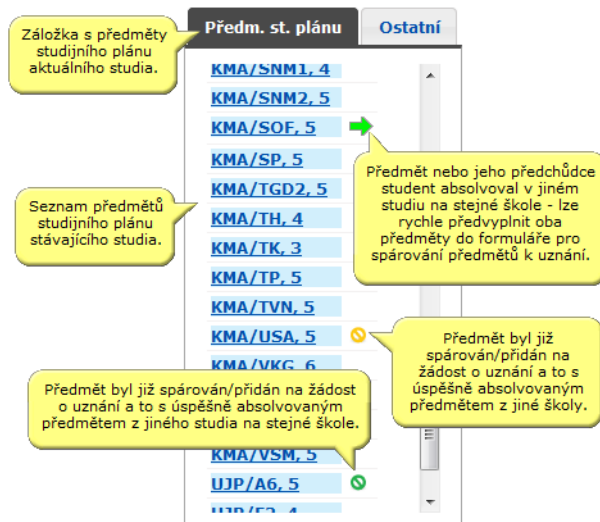 Předm. st. plánu
Ostatní
Záložka s předměty
studijního plánu
aktuálního studia.
KMA/SNM1, 4
KMA/SNM2, 5
KMA/SOF, 5
KMA/SP, 5
Předmět nebo jeho předchůdce
student absolvoval v jiném
studiu na stejné škole - lze
rychle předvyplnit oba
předměty do formuláře pro
spárování předmětů k uznání.
KMA/TGD2, 5
Seznam předmětů
studijního plánu
stávajícího studia.
KMA/TH, 4
KMA/TK, 3
KMA/TP, 5
KMA/TVN, 5
KMA/USA, 5
Předmět byl již
spárován/přidán na
žádost o uznání a to s
úspěšně absolvovaným
předmětem z jiné školy.
KMA/VKG, 6
Předmět byl již spárován/přidán na žádost
o uznání a to s úspěšně absolvovaným
předmětem z jiného studia na stejné škole.
KMA/VSM, 5
UJP/A6, 5